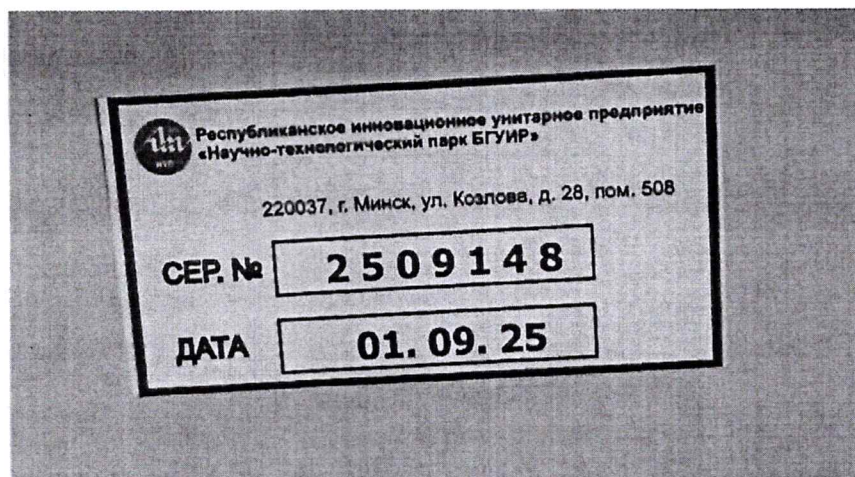 Республиканское инновационное унитарное предприятие
«Научно-технологический парк БГУИР»
220037, г. Минск, ул. Козлова, д. 28, пом. 508
СЕР. № 2509148
ДАТА 01. 09. 25